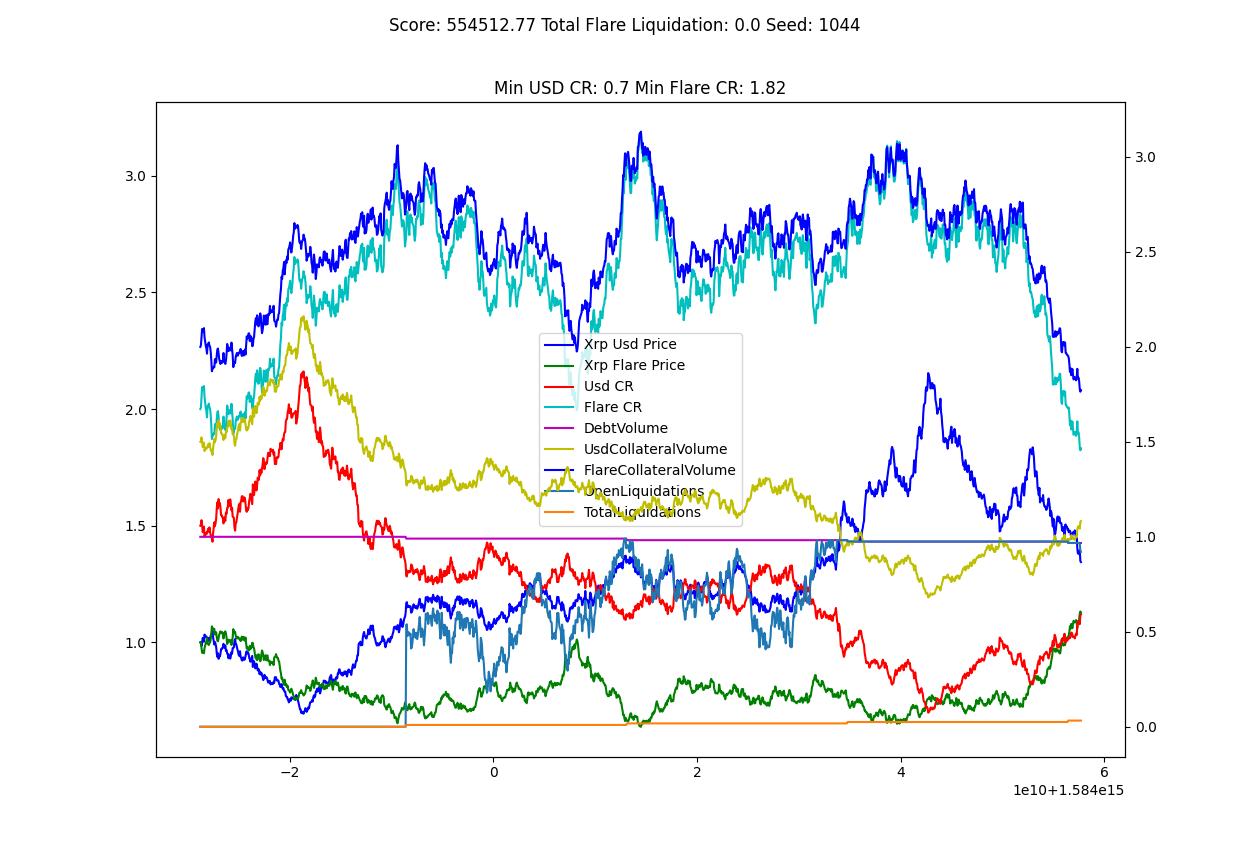 Score: 554512.77 Total Flare Liquidation: 0.0 Seed: 1044
Min USD CR: 0.7 Min Flare CR: 1.82
3.0
2.5
2.0
1.5
1.0
3.0
2.5
2.0
1.5
1.0
0.5
0.0
Xrp Usd Price
Xrp Flare Price
Usd CR
Flare CR
DebtVolume
UsdCollateralVolume
FlareCollateralVolume
OpenLiquidations
TotalLiquidations
−2 0 2 4 6
1e10+1.584e15